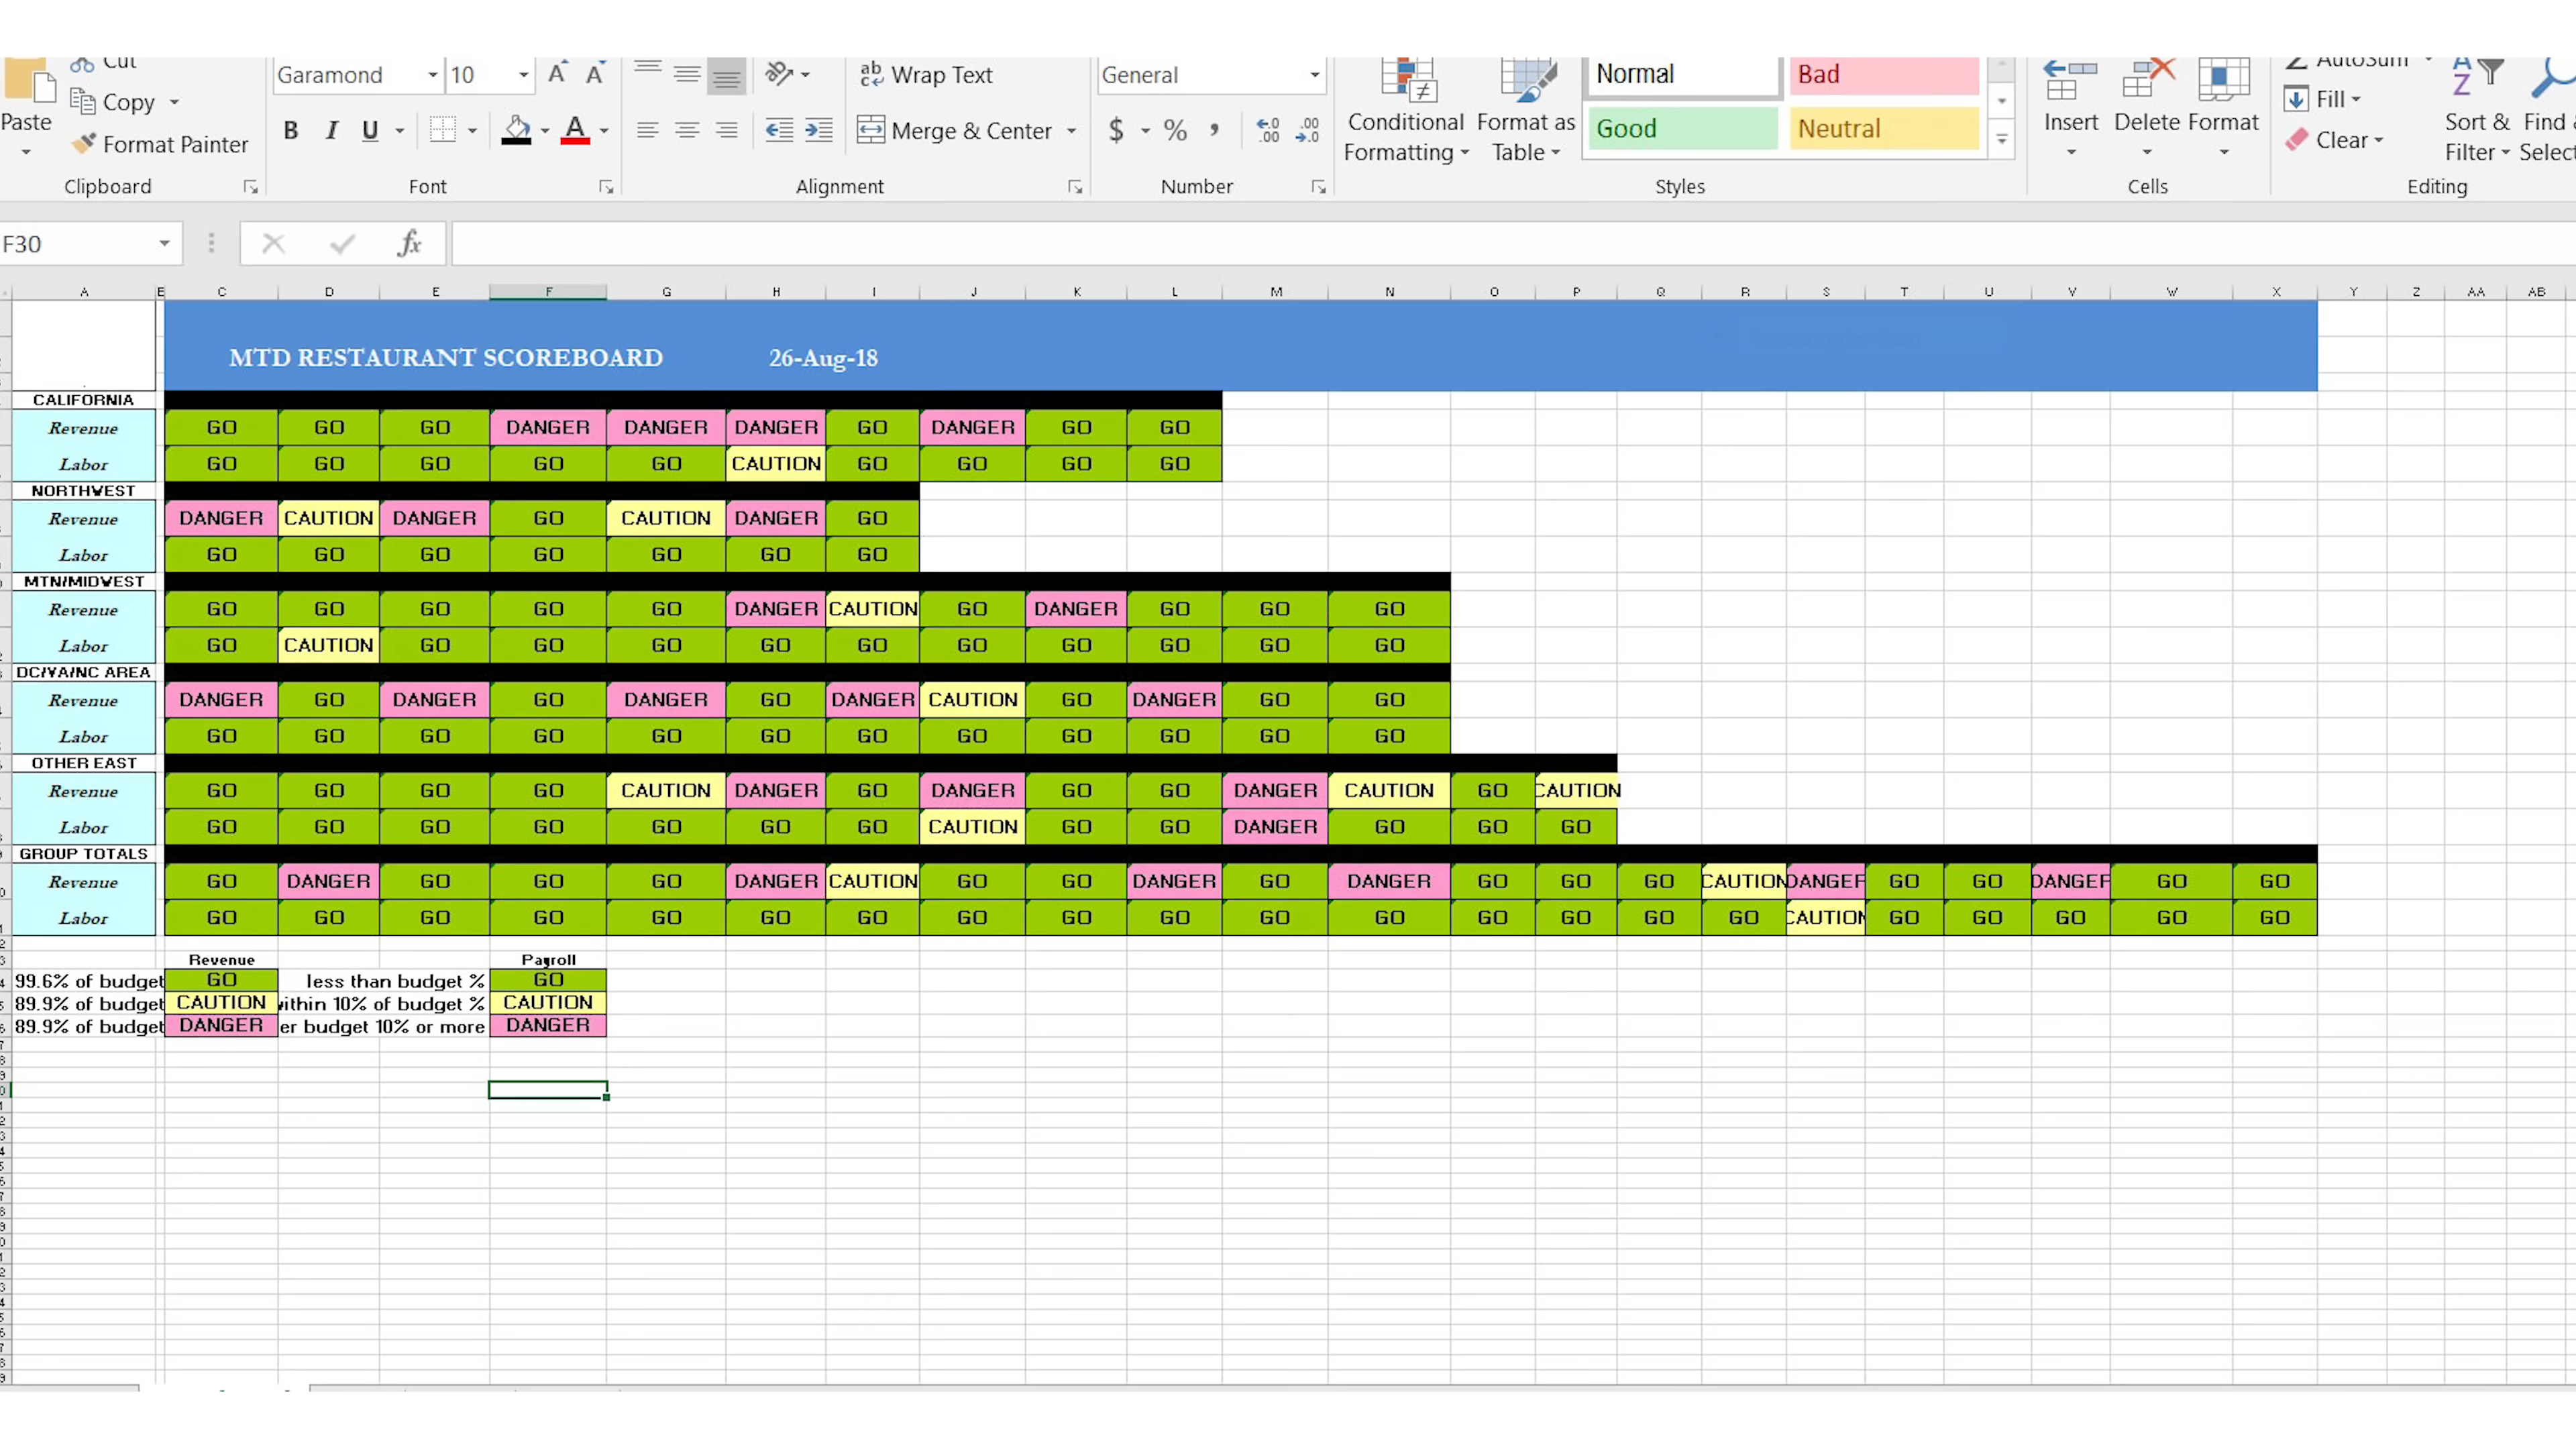 Cut
Garamond 10 Wrap Text General Normal Bad AutoSum
Copy
Paste B I U Merge & Center $ % Conditional Format as Good Neutral Insert Delete Format Fill
Format Painter Formatting Table Clear Sort & Find &
Filter Select
Clipboard Font Alignment Number Styles Cells Editing
F30 fx
A C D E F G H I J K L M N O P Q R S T U V W X Y Z AA AB
MTD RESTAURANT SCOREBOARD 26-Aug-18
CALIFORNIA
Revenue GO GO GO DANGER DANGER DANGER GO DANGER GO GO
Labor GO GO GO GO GO CAUTION GO GO GO GO
NORTHWEST
Revenue DANGER CAUTION DANGER GO CAUTION DANGER GO
Labor GO GO GO GO GO GO GO
MTN/MIDWEST
Revenue GO GO GO GO GO DANGER CAUTION GO DANGER GO GO GO
Labor GO CAUTION GO GO GO GO GO GO GO GO GO GO
DC/VA/NC AREA
Revenue DANGER GO DANGER GO DANGER GO DANGER CAUTION GO DANGER GO GO
Labor GO GO GO GO GO GO GO GO GO GO GO GO
OTHER EAST
Revenue GO GO GO GO CAUTION DANGER GO DANGER GO GO DANGER CAUTION GO CAUTION
Labor GO GO GO GO GO GO GO CAUTION GO GO DANGER GO GO GO
GROUP TOTALS
Revenue GO DANGER GO GO GO DANGER CAUTION GO GO DANGER GO DANGER GO GO GO CAUTION DANGER GO GO DANGER GO GO
Labor GO GO GO GO GO GO GO GO GO GO GO GO GO GO GO GO CAUTION GO GO GO GO GO
Revenue Payroll
99.6% of budget GO less than budget % GO
89.9% of budget CAUTION within 10% of budget % CAUTION
89.9% of budget DANGER er budget 10% or more DANGER